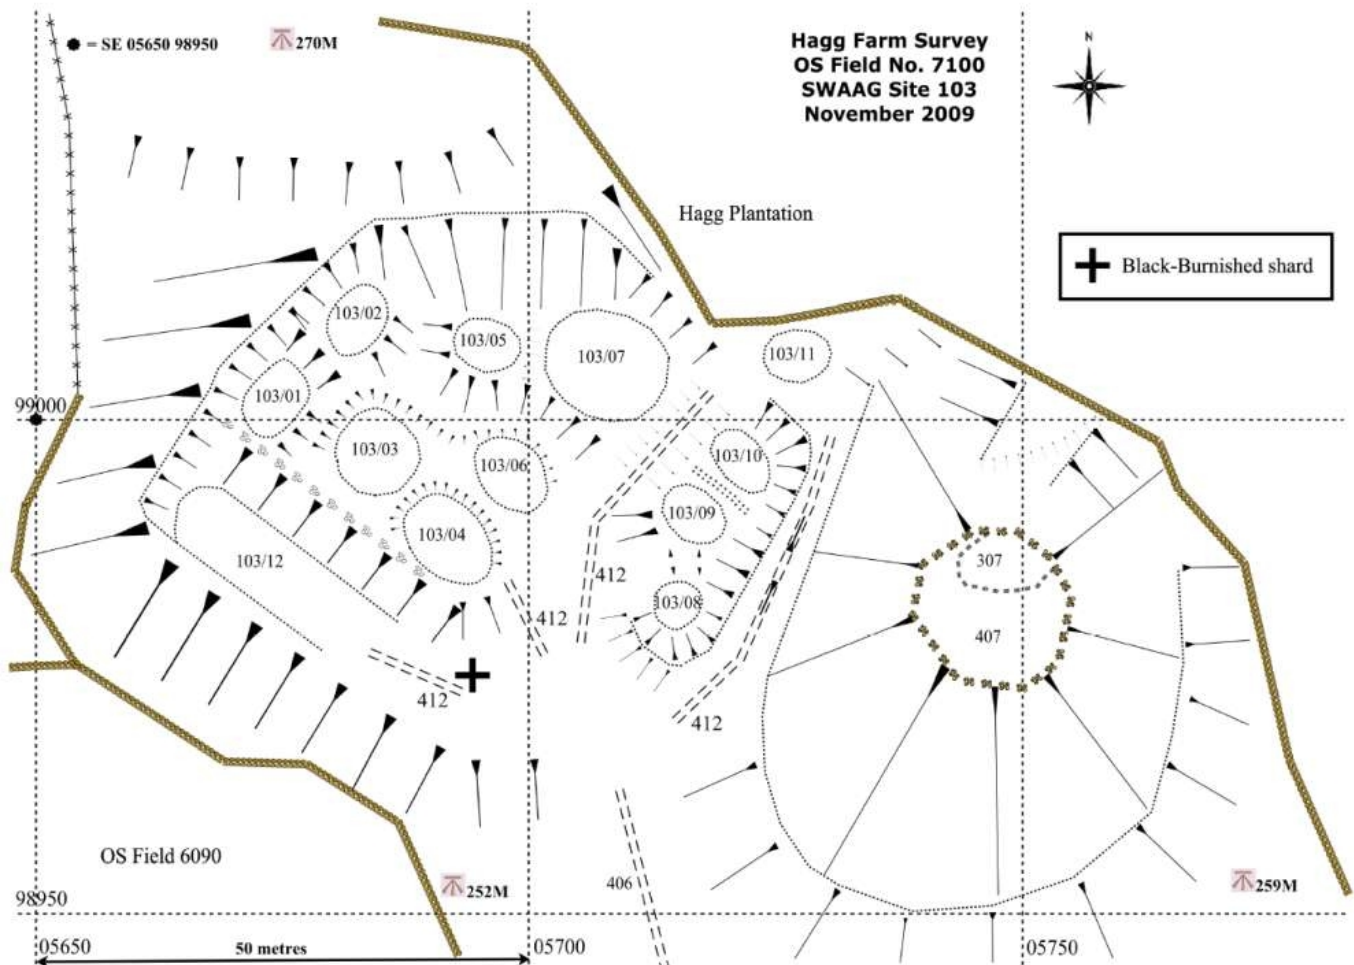 = SE 05650 98950
270M
Hagg Farm Survey
OS Field No. 7100
SWAAG Site 103
November 2009
N
Hagg Plantation
Black-Burnished shard
103/02
103/05
103/07
103/11
103/01
99000
103/03
103/06
103/10
103/09
103/04
103/12
307
412
103/08
412
407
412
412
OS Field 6090
406
252M
259M
98950
05650
50 metres
05700
05750